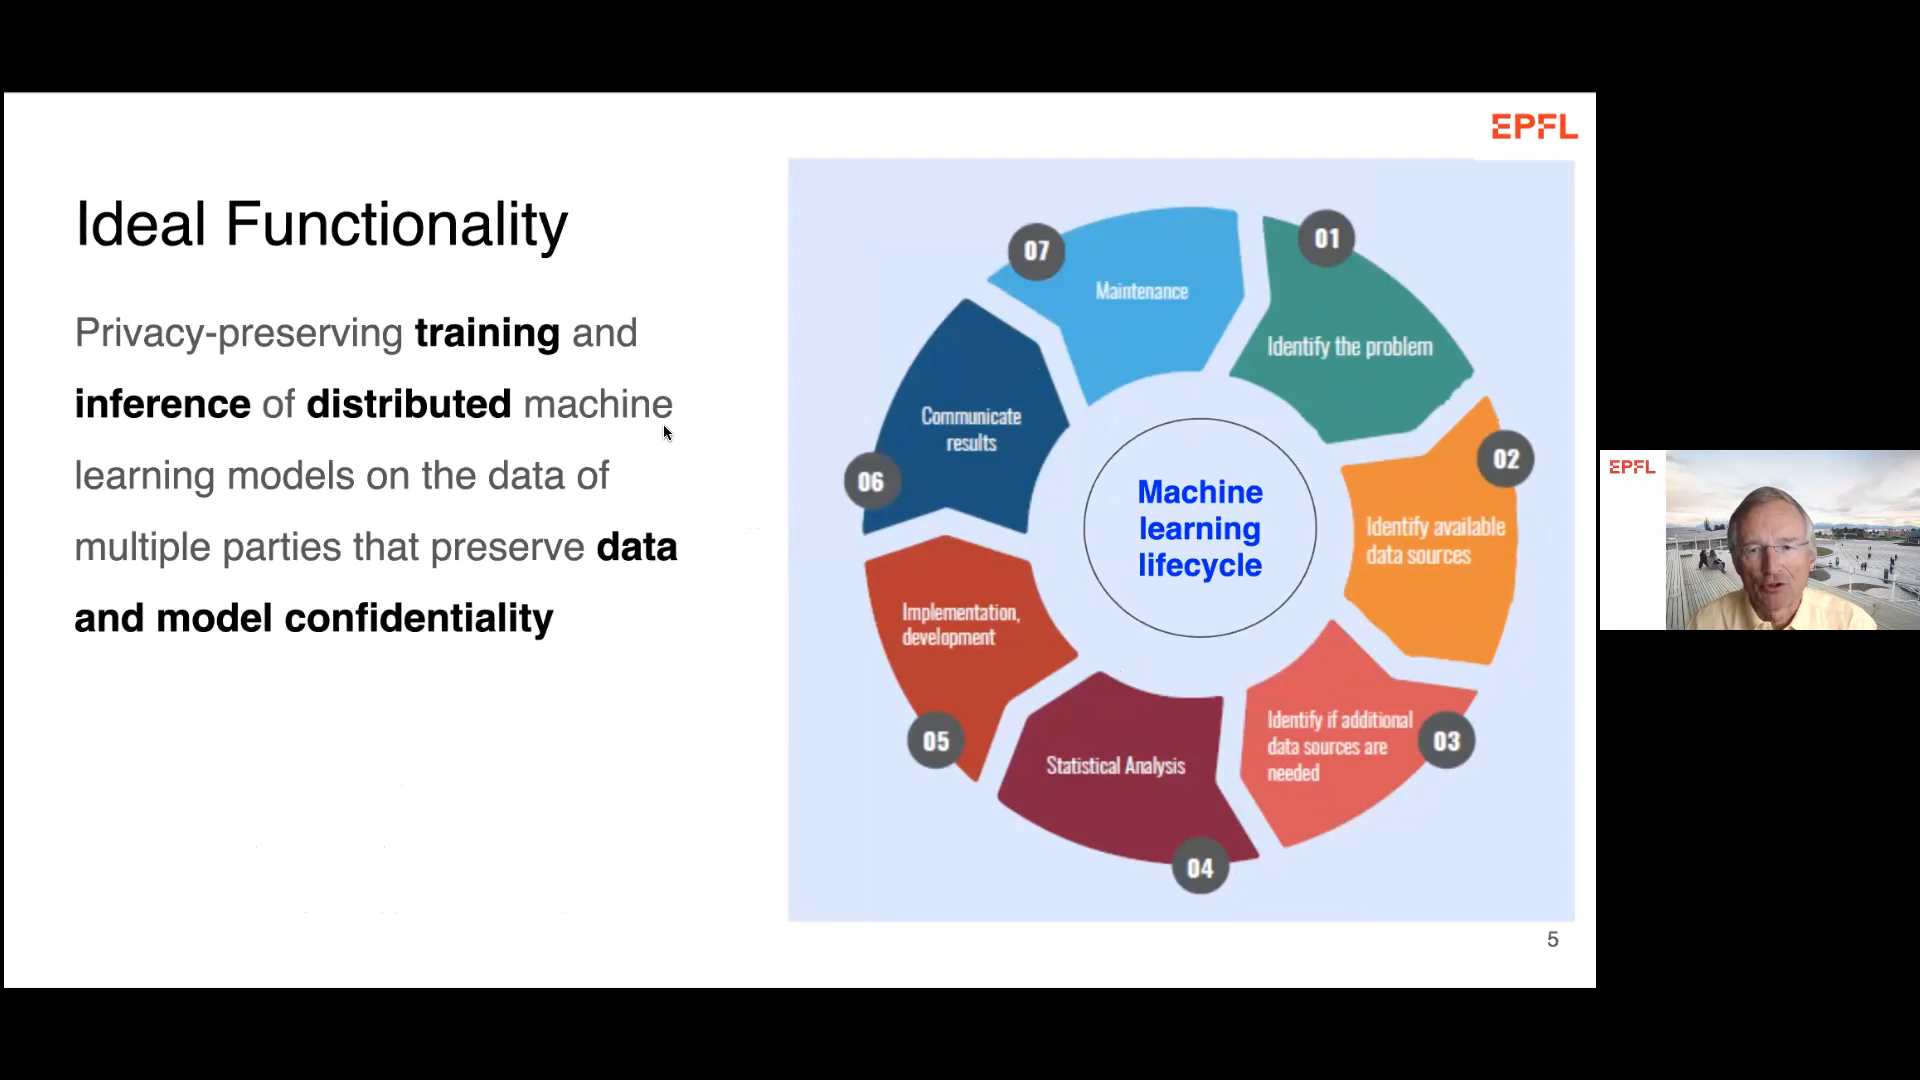 EPFL
Ideal Functionality
Privacy-preserving training and
inference of distributed machine
learning models on the data of
multiple parties that preserve data
and model confidentiality
01
Identify the problem
02
Identify available
data sources
03
Identify if additional
data sources are
needed
04
Statistical Analysis
05
Implementation,
development
06
Communicate
results
07
Maintenance
Machine
learning
lifecycle
5
EPFL